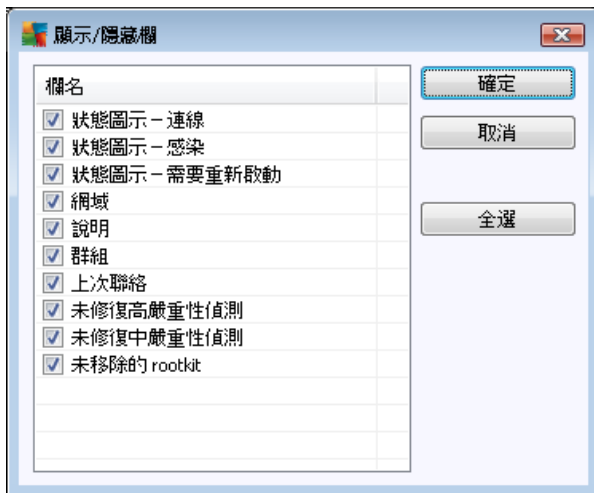 顯示/隱藏欄
欄名
狀態圖示－連線
狀態圖示－感染
狀態圖示－需要重新啟動
網域
說明
群組
上次聯絡
未修復高嚴重性偵測
未修復中嚴重性偵測
未移除的 rootkit
確定
取消
全選